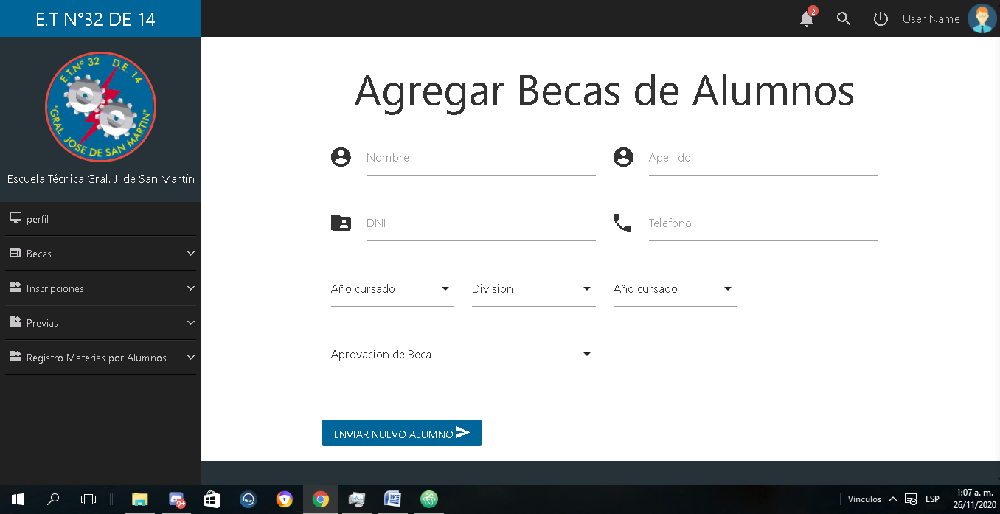 E.T N°32 DE 14
2
User Name
E.T.Nº 32 D.E. 14
"GRAL. JOSE DE SAN MARTIN"
Escuela Técnica Gral. J. de San Martín
perfil
Becas
Inscripciones
Previas
Registro Materias por Alumnos
Agregar Becas de Alumnos
Nombre
Apellido
DNI
Telefono
Año cursado
Division
Año cursado
Aprovacion de Beca
ENVIAR NUEVO ALUMNO
9+
W
Vínculos
ESP
1:07 a. m.
26/11/2020